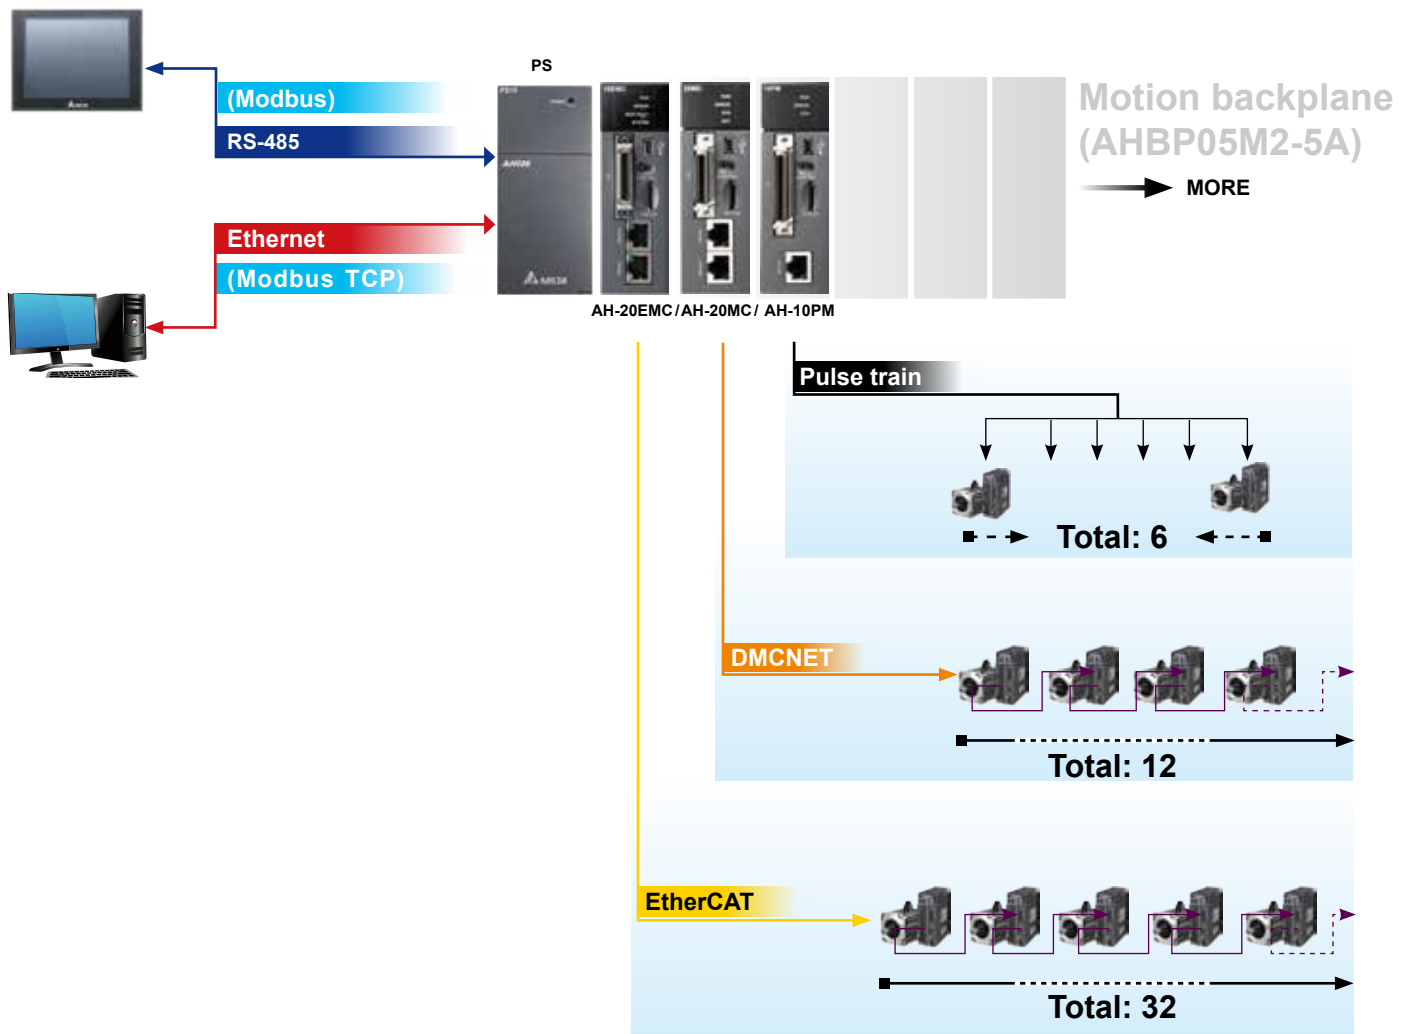 PS
(Modbus)
RS-485
Ethernet
(Modbus TCP)
Motion backplane
(AHBP05M2-5A)
MORE
AH-20EMC / AH-20MC / AH-10PM
Pulse train
Total: 6
DMCNET
Total: 12
EtherCAT
Total: 32